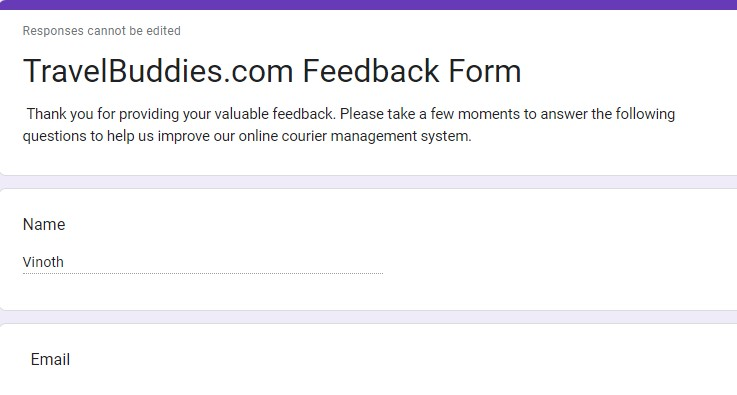 Responses cannot be edited
TravelBuddies.com Feedback Form
Thank you for providing your valuable feedback. Please take a few moments to answer the following
questions to help us improve our online courier management system.
Name
Vinoth
Email